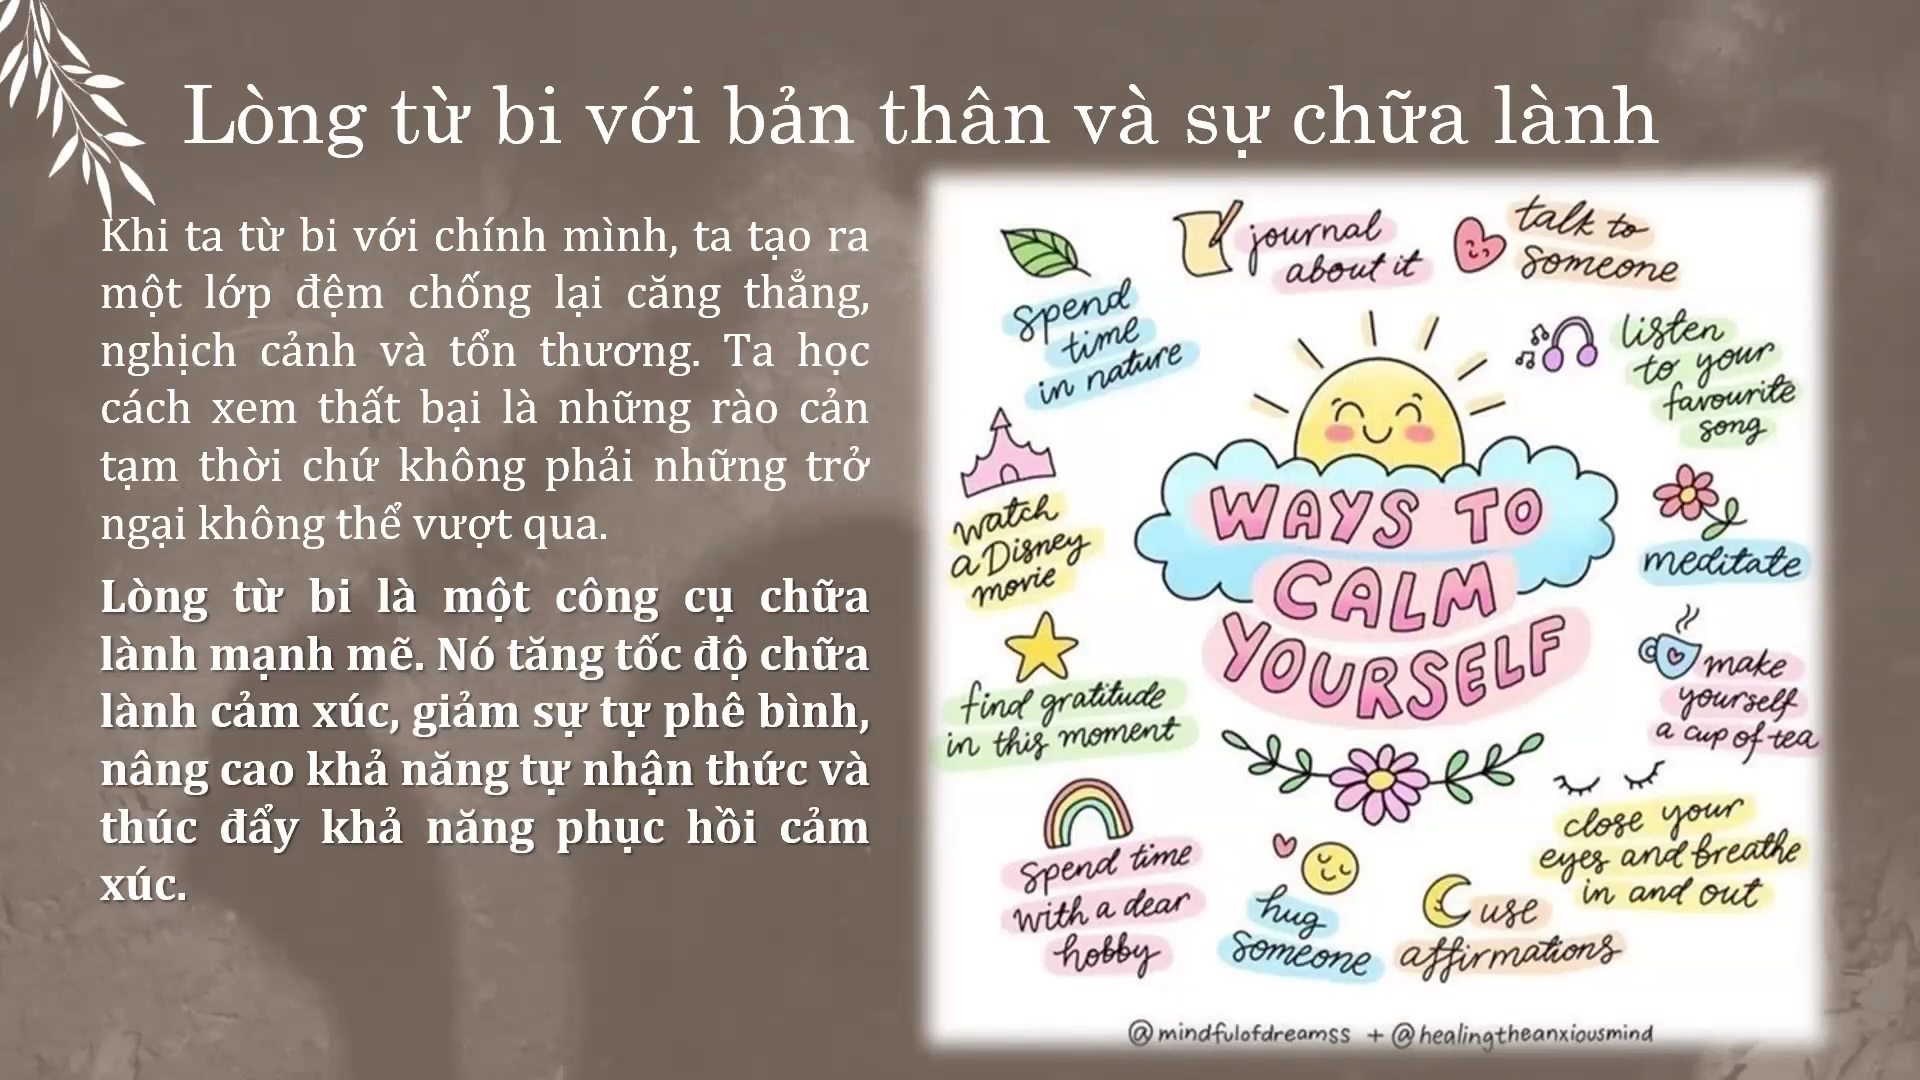 Lòng từ bi với bản thân và sự chữa lành
Khi ta từ bi với chính mình, ta tạo ra
một lớp đệm chống lại căng thẳng,
nghịch cảnh và tổn thương. Ta học
cách xem thất bại là những rào cản
tạm thời chứ không phải những trở
ngại không thể vượt qua.
Lòng từ bi là một công cụ chữa
lành mạnh mẽ. Nó tăng tốc độ chữa
lành cảm xúc, giảm sự tự phê bình,
nâng cao khả năng tự nhận thức và
thúc đẩy khả năng phục hồi cảm
xúc.
spend
time
in nature
journal
about it
talk to
someone
listen
to your
favourite
song
watch
a Disney
movie
WAYS TO
CALM
YOURSELF
meditate
make
yourself
a cup of tea
find gratitude
in this moment
close your
eyes and breathe
in and out
spend time
with a dear
hobby
hug
someone
use
affirmations
@mindfulofdreamss + @healingtheanxiousmind